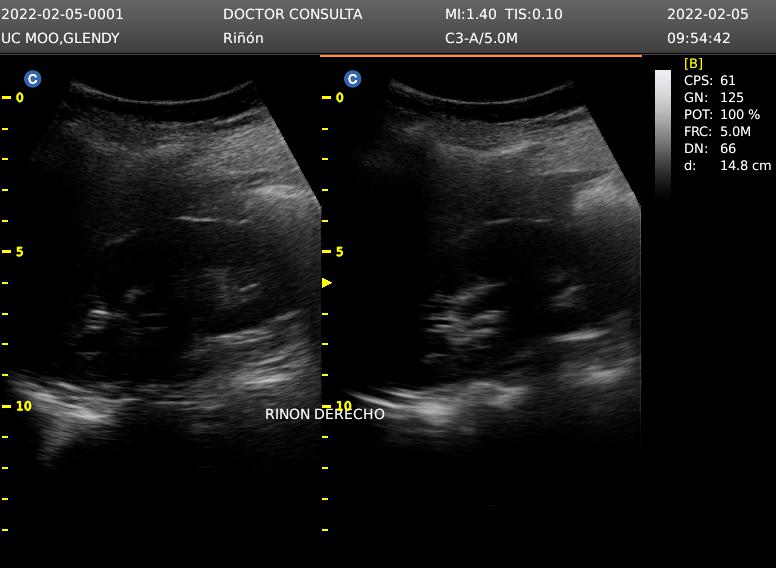 2022-02-05-0001 DOCTOR CONSULTA MI:1.40 TIS:0.10 2022-02-05
UC MOO,GLENDY Riñón C3-A/5.0M 09:54:42
C C
[B]
CPS: 61
GN: 125
POT: 100 %
FRC: 5.0M
DN: 66
d: 14.8 cm
0 0
5 5
10 10
RINON DERECHO